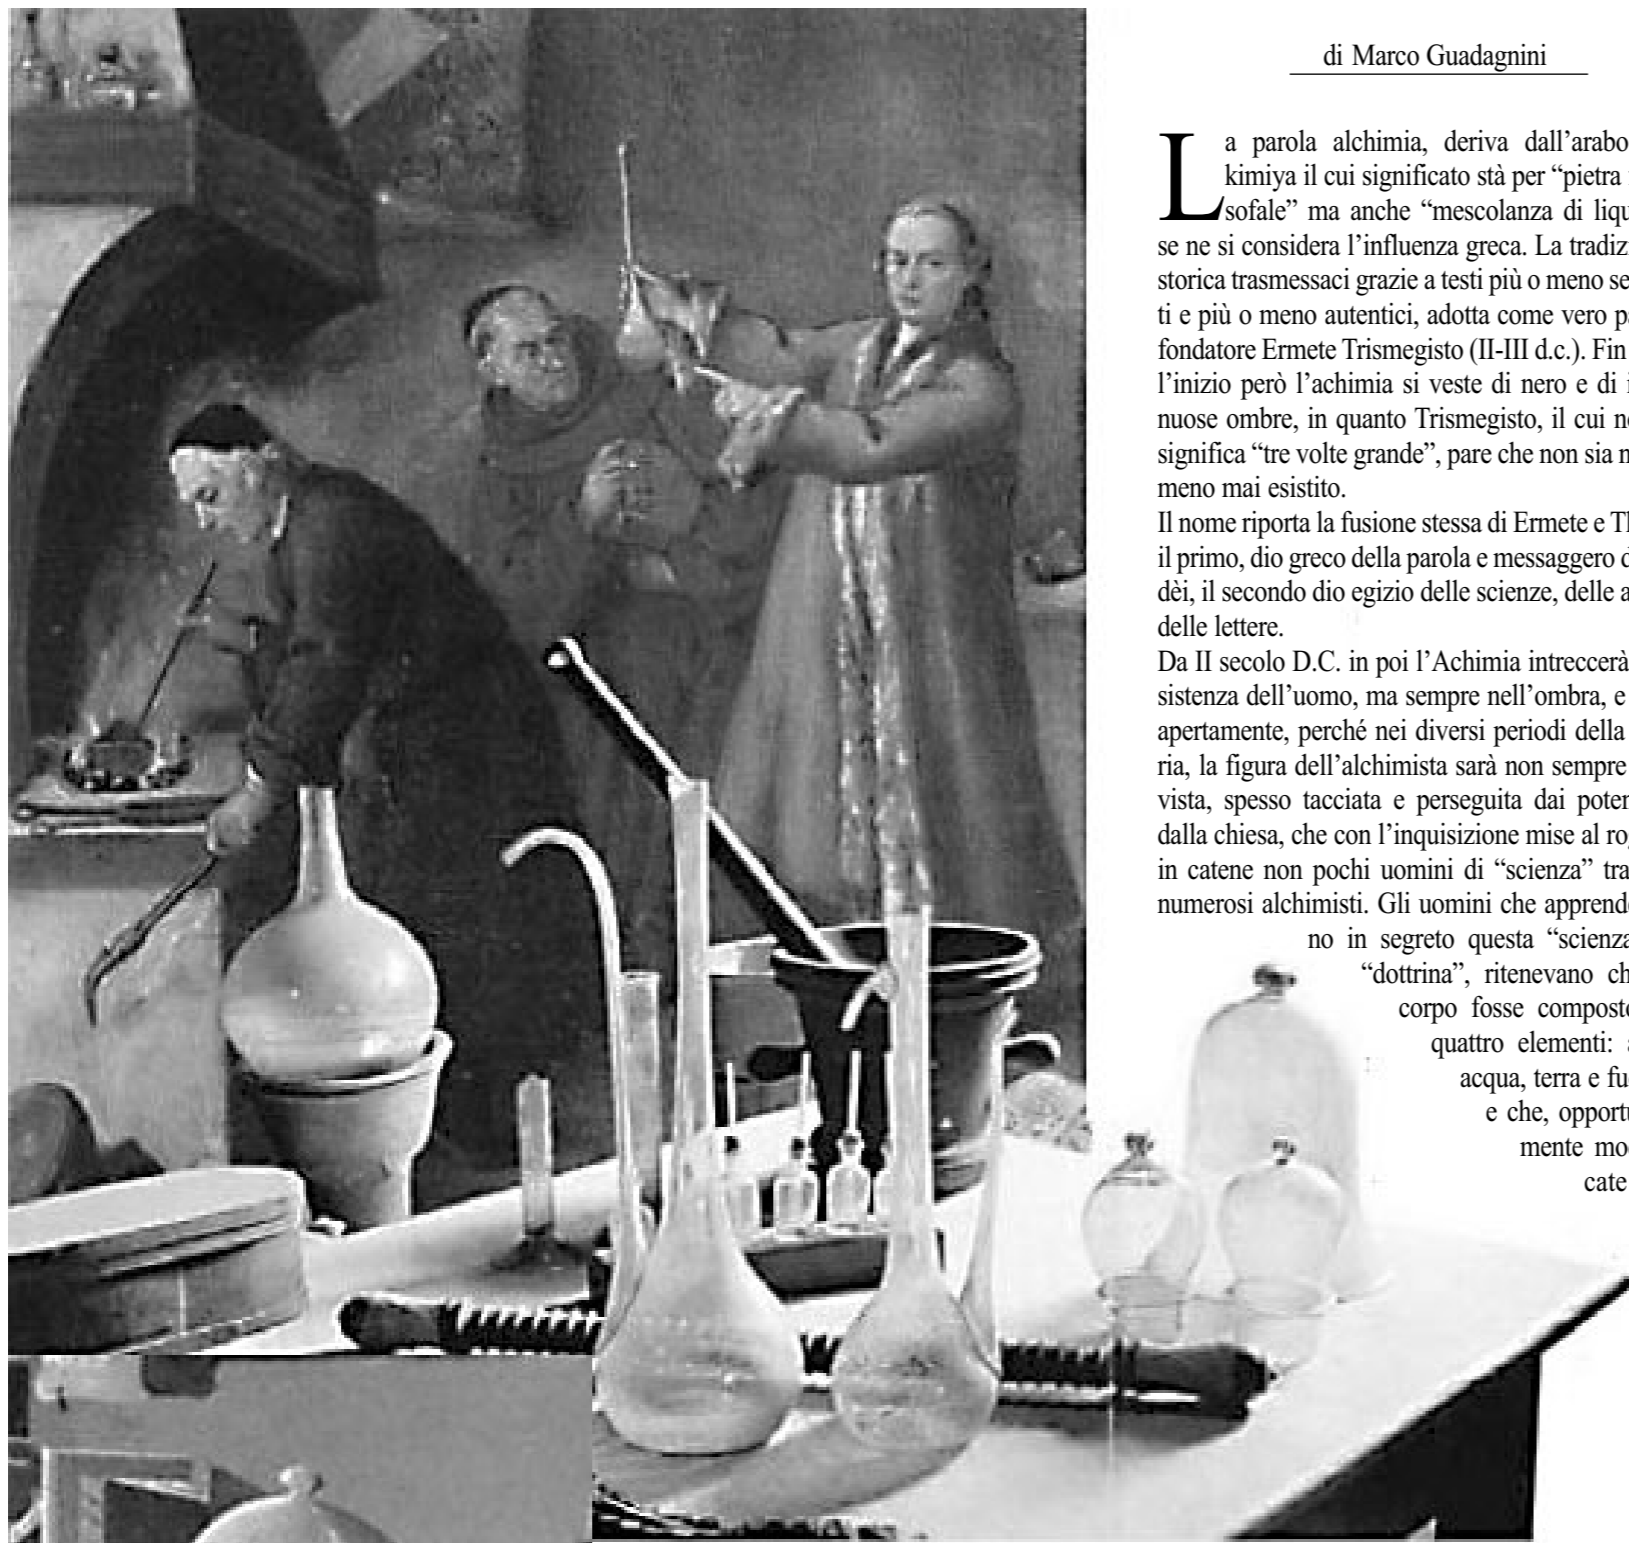 di Marco Guadagnini
La parola alchimia, deriva dall’arabo
kimiya il cui significato stà per “pietra
sofale” ma anche “mescolanza di liqu
se ne si considera l’influenza greca. La tradizi
storica trasmessaci grazie a testi più o meno se
ti e più o meno autentici, adotta come vero pa
fondatore Ermete Trismegisto (II-III d.c.). Fin
l’inizio però l’achimia si veste di nero e di i
nuose ombre, in quanto Trismegisto, il cui no
significa “tre volte grande”, pare che non sia n
meno mai esistito.
Il nome riporta la fusione stessa di Ermete e Th
il primo, dio greco della parola e messaggero d
dèi, il secondo dio egizio delle scienze, delle a
delle lettere.
Da II secolo D.C. in poi l’Achimia intreccerà
sistenza dell’uomo, ma sempre nell’ombra, e
apertamente, perché nei diversi periodi della
ria, la figura dell’alchimista sarà non sempre
vista, spesso tacciata e perseguita dai poten
dalla chiesa, che con l’inquisizione mise al rog
in catene non pochi uomini di “scienza” tra
numerosi alchimisti. Gli uomini che apprende
no in segreto questa “scienza
“dottrina”, ritenevano ch
corpo fosse composto
quattro elementi: a
acqua, terra e fu
e che, opportu
mente mo
cate